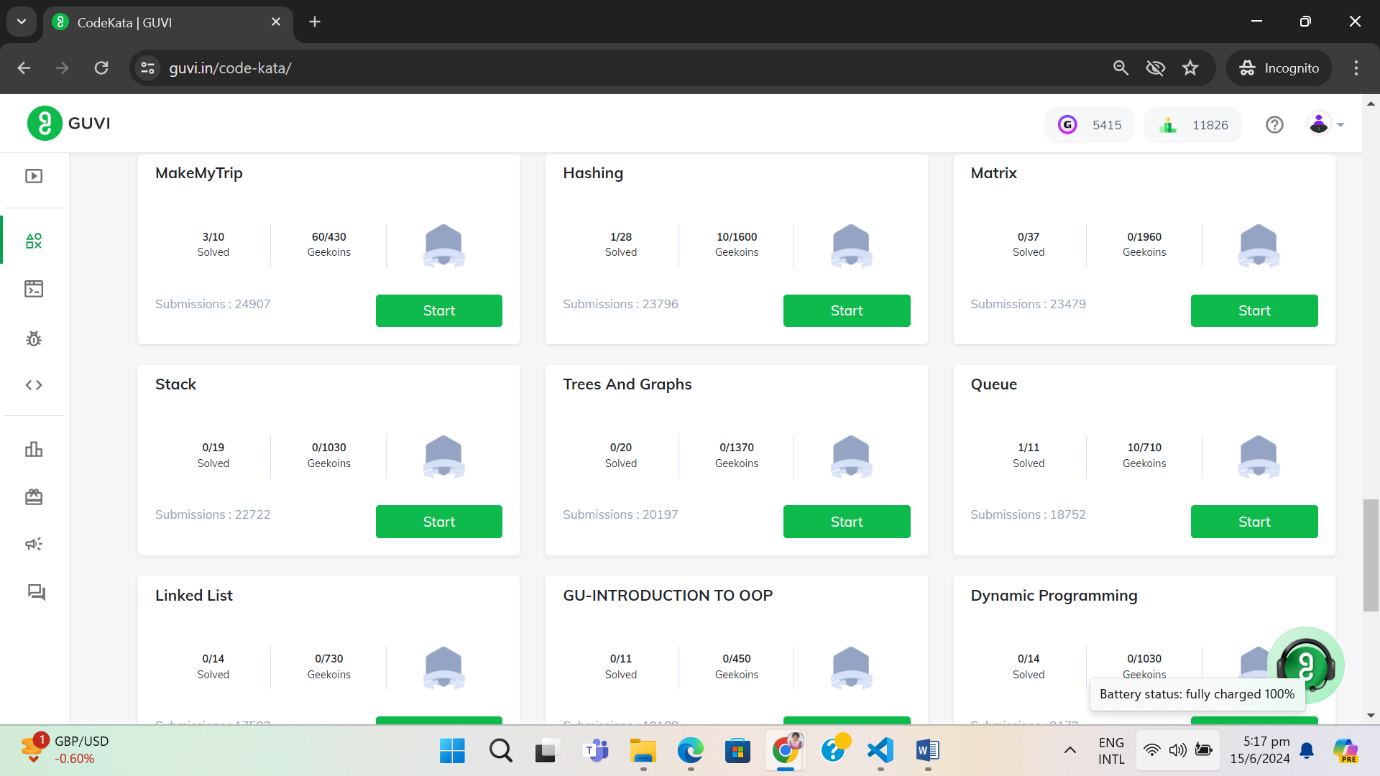 CodeKata | GUVI
guvi.in/code-kata/
Incognito
GUVI
5415
11826
MakeMyTrip
3/10
Solved
60/430
Geekoins
Submissions : 24907
Start
Hashing
1/28
Solved
10/1600
Geekoins
Submissions : 23796
Start
Matrix
0/37
Solved
0/1960
Geekoins
Submissions : 23479
Start
Stack
0/19
Solved
0/1030
Geekoins
Submissions : 22722
Start
Trees And Graphs
0/20
Solved
0/1370
Geekoins
Submissions : 20197
Start
Queue
1/11
Solved
10/710
Geekoins
Submissions : 18752
Start
Linked List
0/14
Solved
0/730
Geekoins
GU-INTRODUCTION TO OOP
0/11
Solved
0/450
Geekoins
Dynamic Programming
0/14
Solved
0/1030
Geekoins
Battery status: fully charged 100%
1
GBP/USD
-0.60%
ENG
INTL
5:17 pm
15/6/2024
PRE